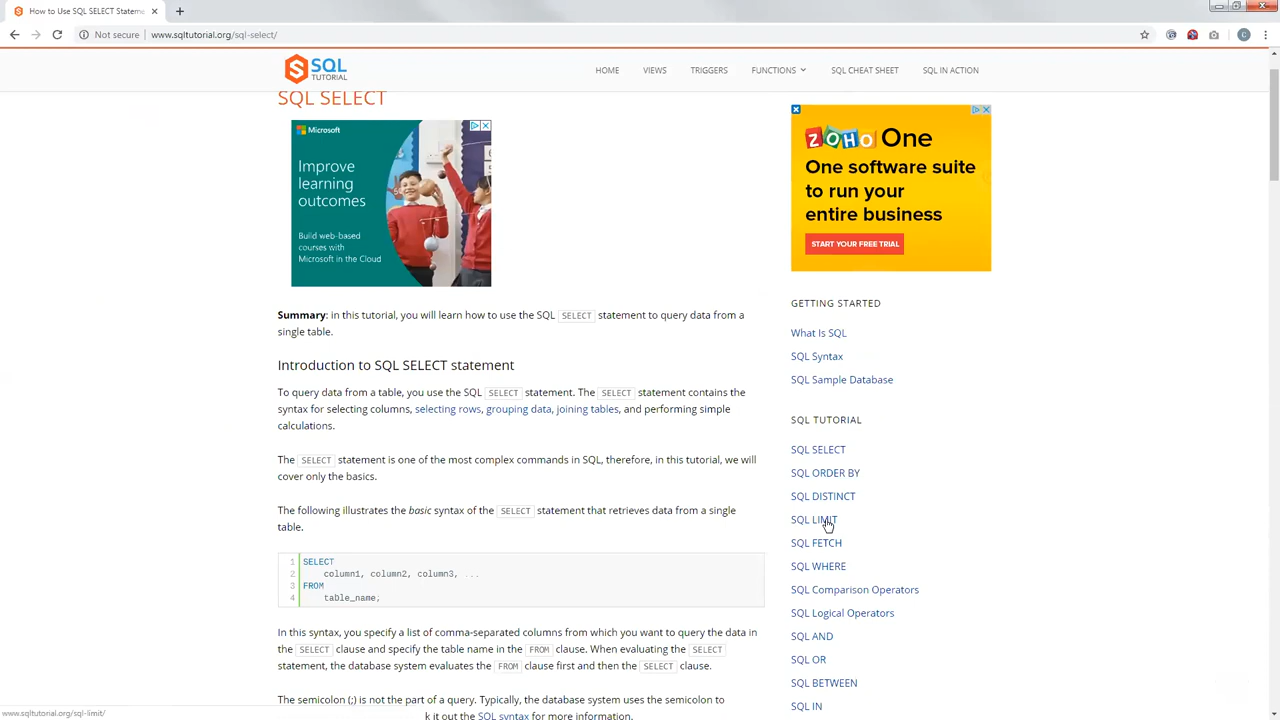 How to Use SQL SELECT Stateme
Not secure | www.sqltutorial.org/sql-select/
C
SQL
TUTORIAL
HOME
VIEWS
TRIGGERS
FUNCTIONS
SQL CHEAT SHEET
SQL IN ACTION
SQL SELECT
Microsoft
Improve
learning
outcomes
Build web-based
courses with
Microsoft in the Cloud
Summary: in this tutorial, you will learn how to use the SQL SELECT statement to query data from a
single table.
Introduction to SQL SELECT statement
To query data from a table, you use the SQL SELECT statement. The SELECT statement contains the
syntax for selecting columns, selecting rows, grouping data, joining tables, and performing simple
calculations.
The SELECT statement is one of the most complex commands in SQL, therefore, in this tutorial, we will
cover only the basics.
The following illustrates the basic syntax of the SELECT statement that retrieves data from a single
table.
1 SELECT
2 column1, column2, column3, ...
3 FROM
4 table_name;
In this syntax, you specify a list of comma-separated columns from which you want to query the data in
the SELECT clause and specify the table name in the FROM clause. When evaluating the SELECT
statement, the database system evaluates the FROM clause first and then the SELECT clause.
The semicolon (;) is not the part of a query. Typically, the database system uses the semicolon to
k it out the SQL syntax for more information.
ZOHO One
One software suite
to run your
entire business
START YOUR FREE TRIAL
GETTING STARTED
What Is SQL
SQL Syntax
SQL Sample Database
SQL TUTORIAL
SQL SELECT
SQL ORDER BY
SQL DISTINCT
SQL LIMIT
SQL FETCH
SQL WHERE
SQL Comparison Operators
SQL Logical Operators
SQL AND
SQL OR
SQL BETWEEN
SQL IN
www.sqltutorial.org/sql-limit/